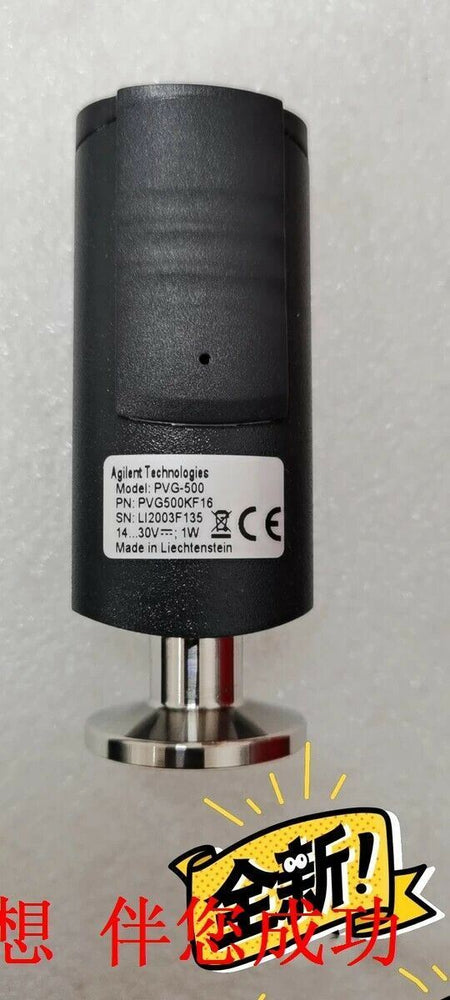 Agilent Technologies
Model: PVG-500
PN: PVG500KF16
SN: LI2003F135
14...30V⎓; 1W
Made in Liechtenstein
CE
全新!
想 伴您成功